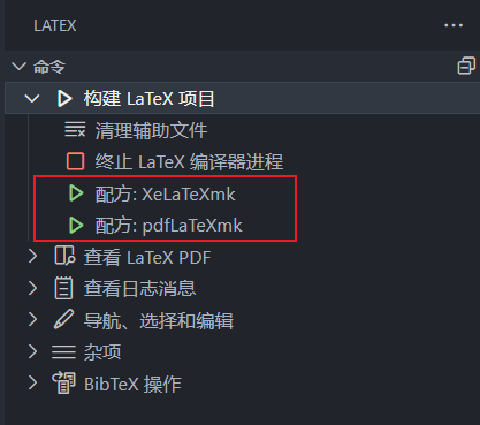 LATEX
命令
构建 LaTeX 项目
清理辅助文件
终止 LaTeX 编译器进程
配方: XeLaTeXmk
配方: pdfLaTeXmk
查看 LaTeX PDF
查看日志消息
导航、选择和编辑
杂项
BibTeX 操作